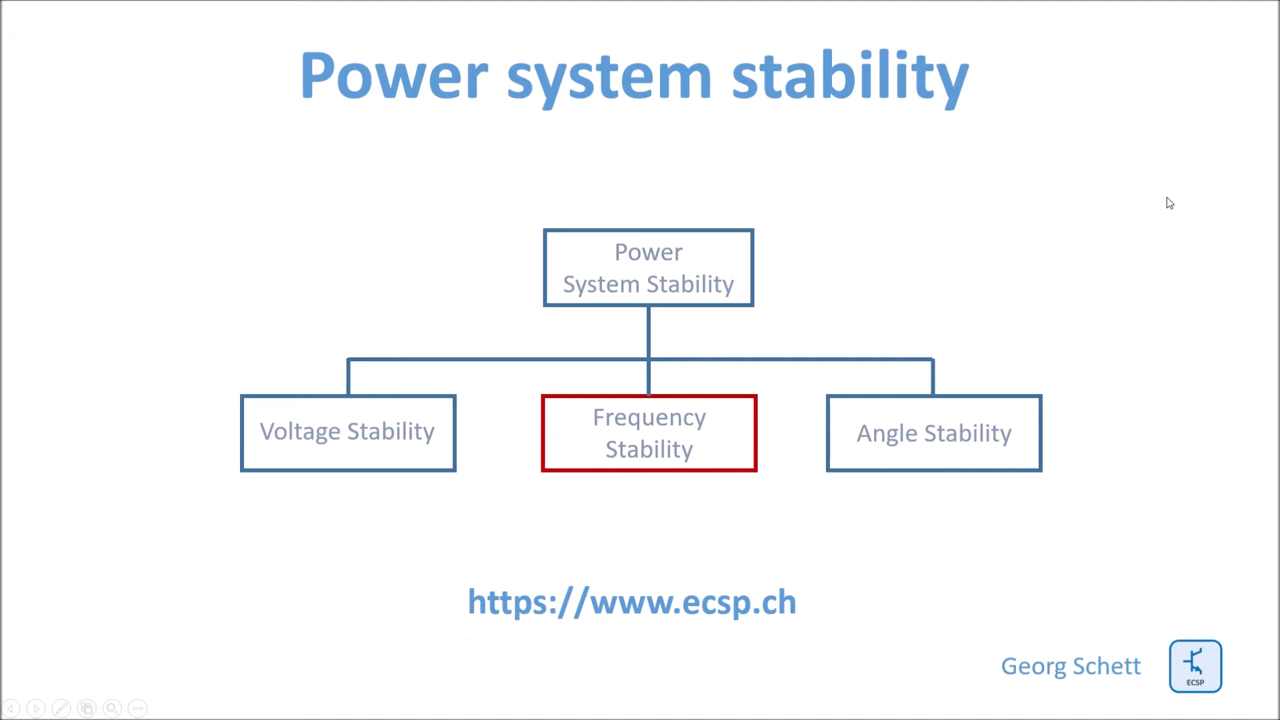 Power system stability
Power
System Stability
Voltage Stability
Frequency
Stability
Angle Stability
https://www.ecsp.ch
Georg Schett
ECSP